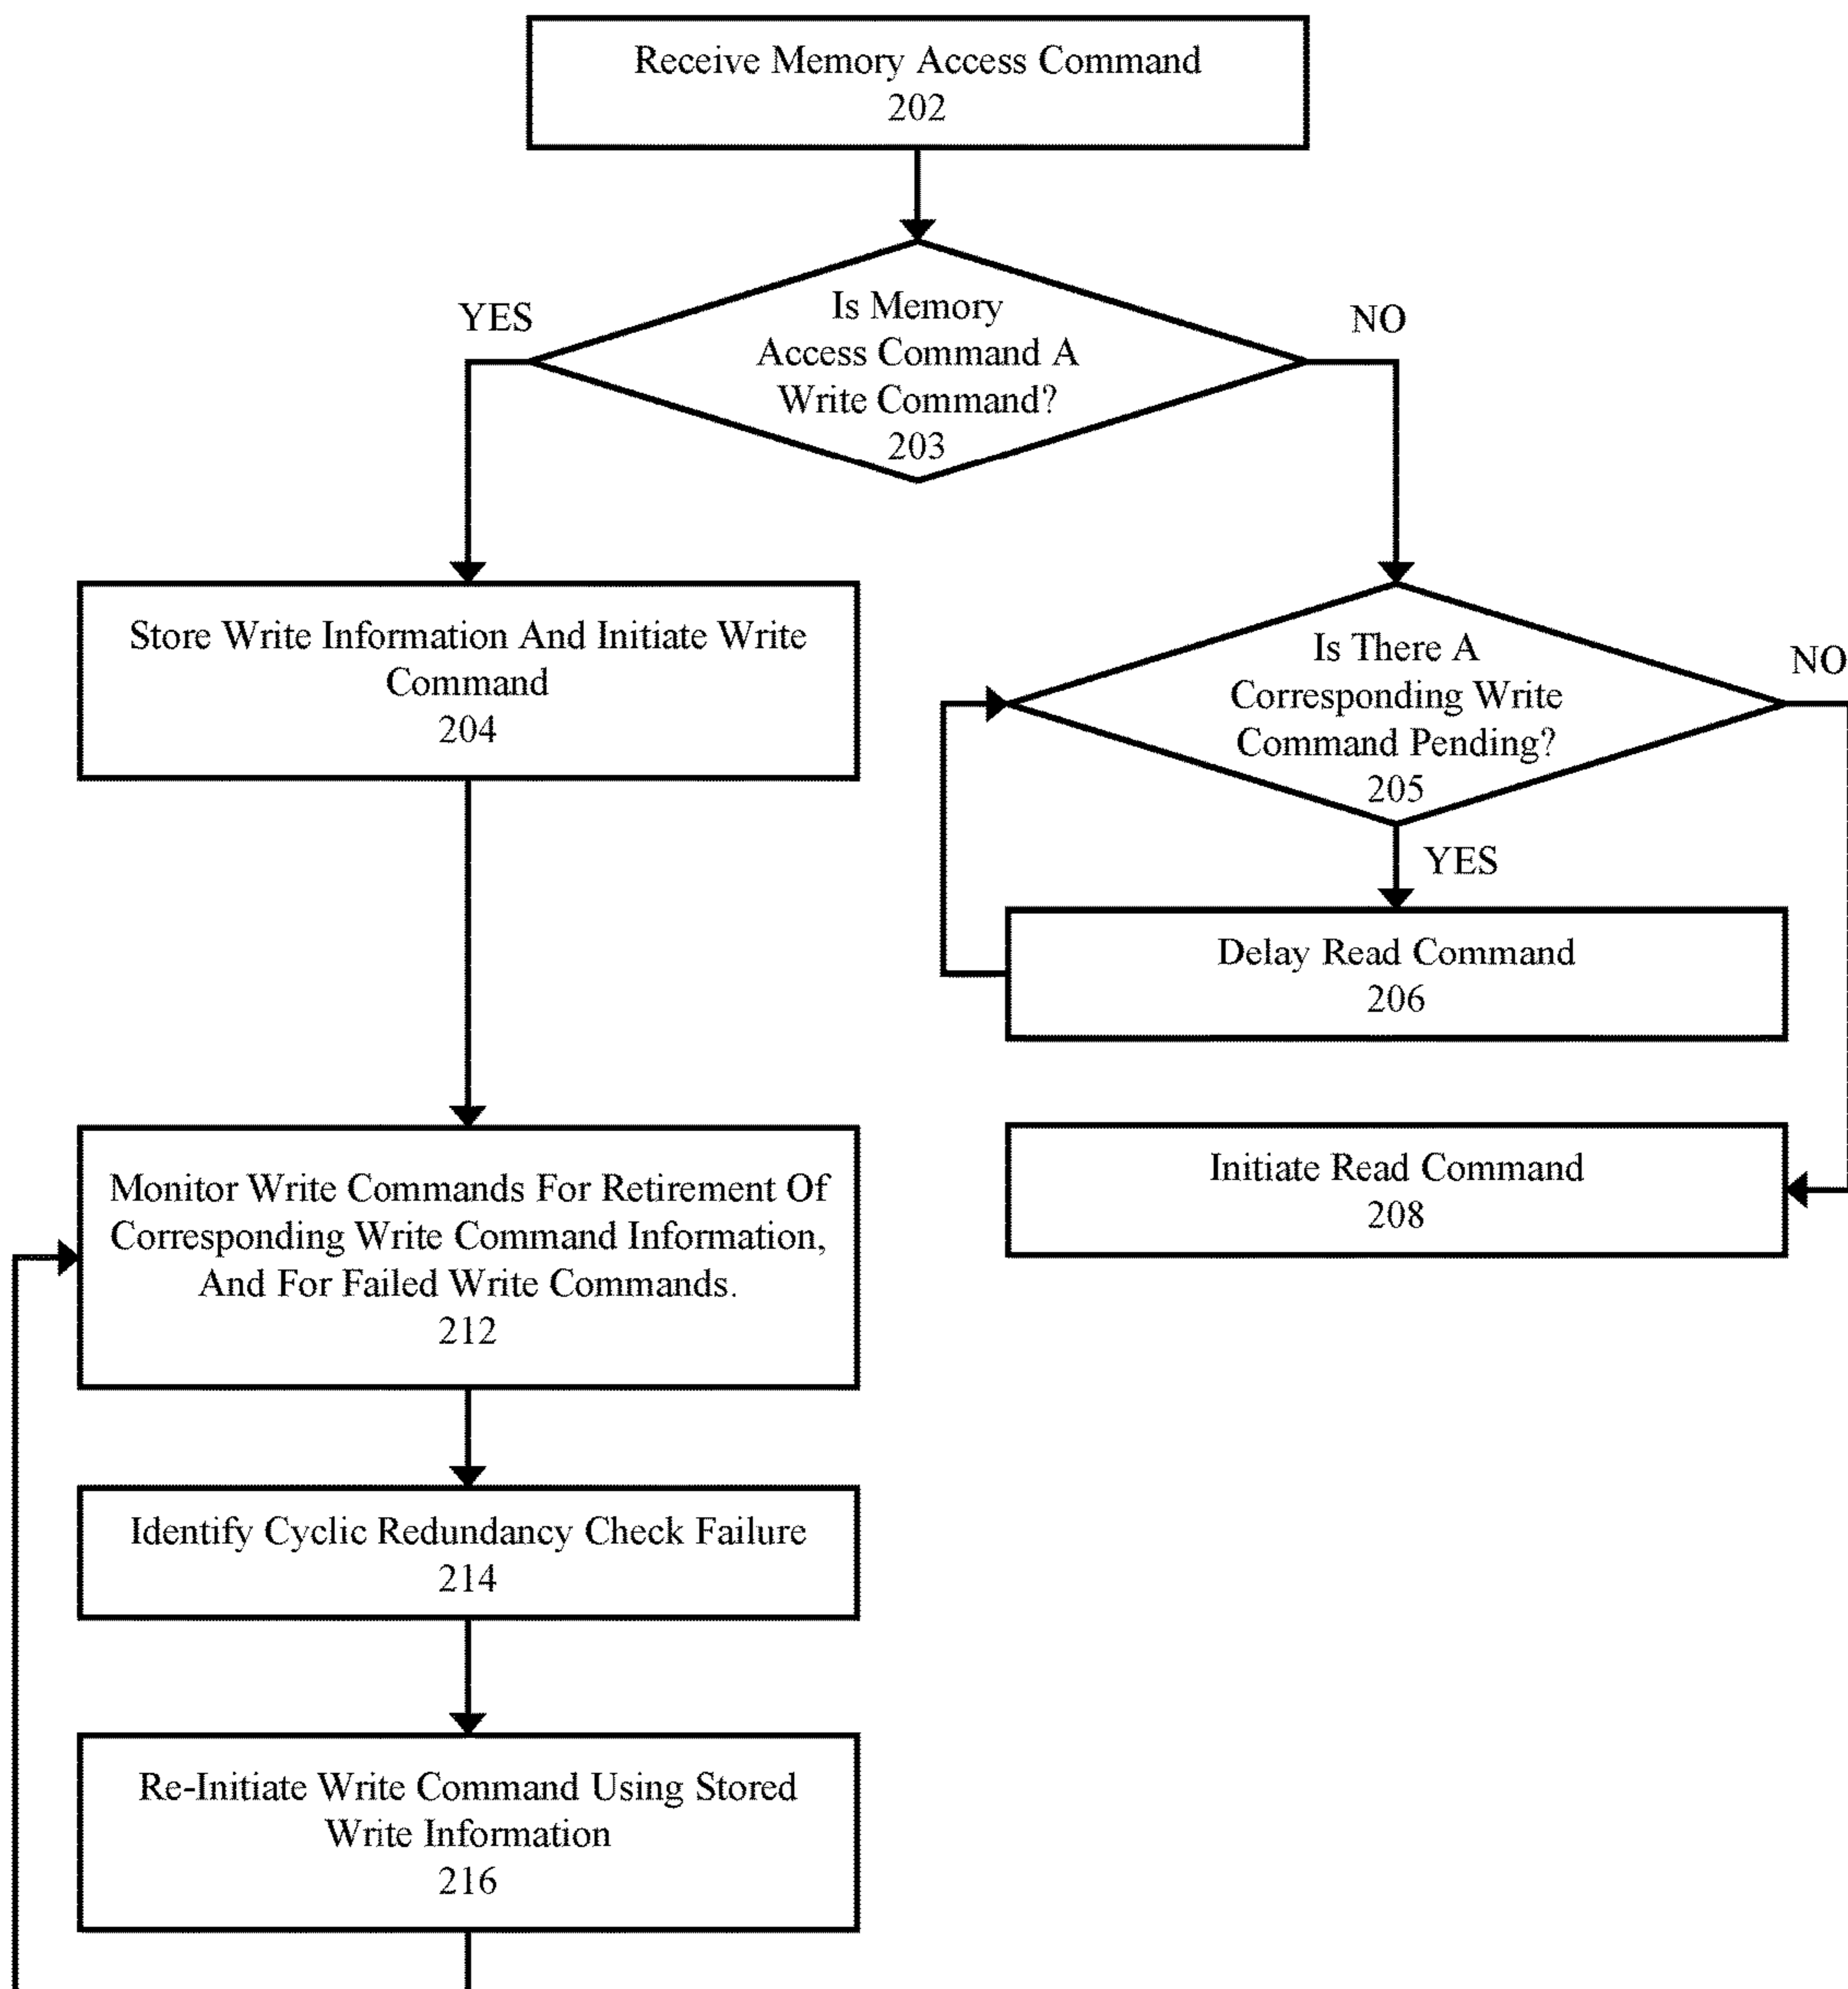 Receive Memory Access Command
202
YES
NO
Is Memory
Access Command A
Write Command?
203
Store Write Information And Initiate Write
Command
204
Is There A
Corresponding Write
Command Pending?
205
NO
YES
Delay Read Command
206
Monitor Write Commands For Retirement Of
Corresponding Write Command Information,
And For Failed Write Commands.
212
Initiate Read Command
208
Identify Cyclic Redundancy Check Failure
214
Re-Initiate Write Command Using Stored
Write Information
216